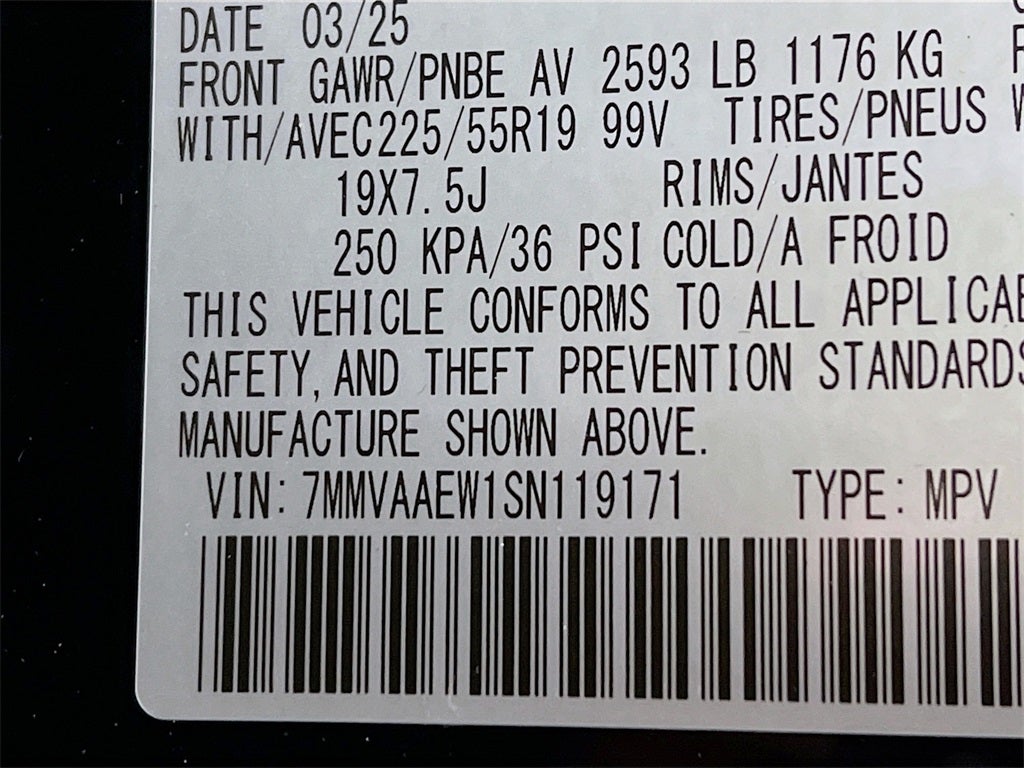 DATE 03/25
FRONT GAWR/PNBE AV 2593 LB 1176 KG
WITH/AVEC225/55R19 99V TIRES/PNEUS
19X7.5J RIMS/JANTES
250 KPA/36 PSI COLD/A FROID
THIS VEHICLE CONFORMS TO ALL
SAFETY, AND THEFT PREVENTION STANDARDS
MANUFACTURE SHOWN ABOVE.
VIN: 7MMVAAEW1SN119171 TYPE: MPV